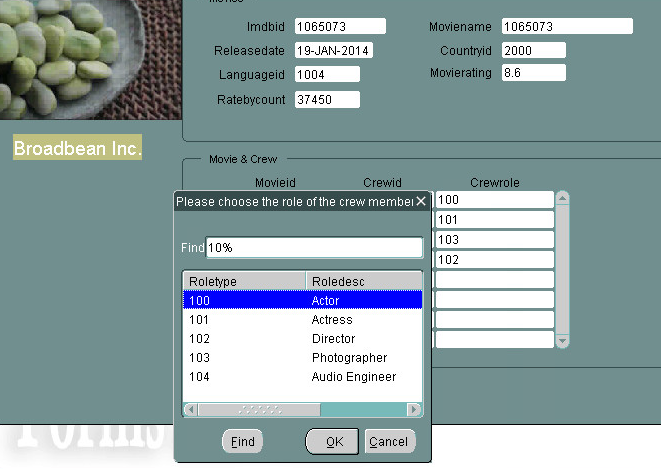 Movies
Imdbid 1065073 Moviename 1065073
Releasedate 19-JAN-2014 Countryid 2000
Languageid 1004 Movierating 8.6
Ratebycount 37450
Broadbean Inc.
Movie & Crew
Movieid Crewid Crewrole
100
101
103
102
Please choose the role of the crew member
Find 10%
Roletype Roledesc
100 Actor
101 Actress
102 Director
103 Photographer
104 Audio Engineer
Find OK Cancel
Forms